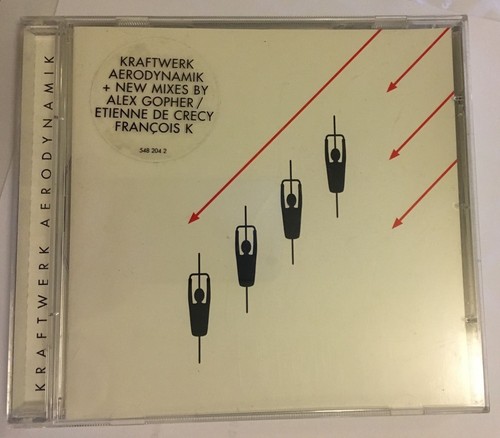 KRAFTWERK AERODYNAMIK
KRAFTWERK
AERODYNAMIK
+ NEW MIXES BY
ALEX GOPHER/
ETIENNE DE CRECY
FRANÇOIS K
548 204 2